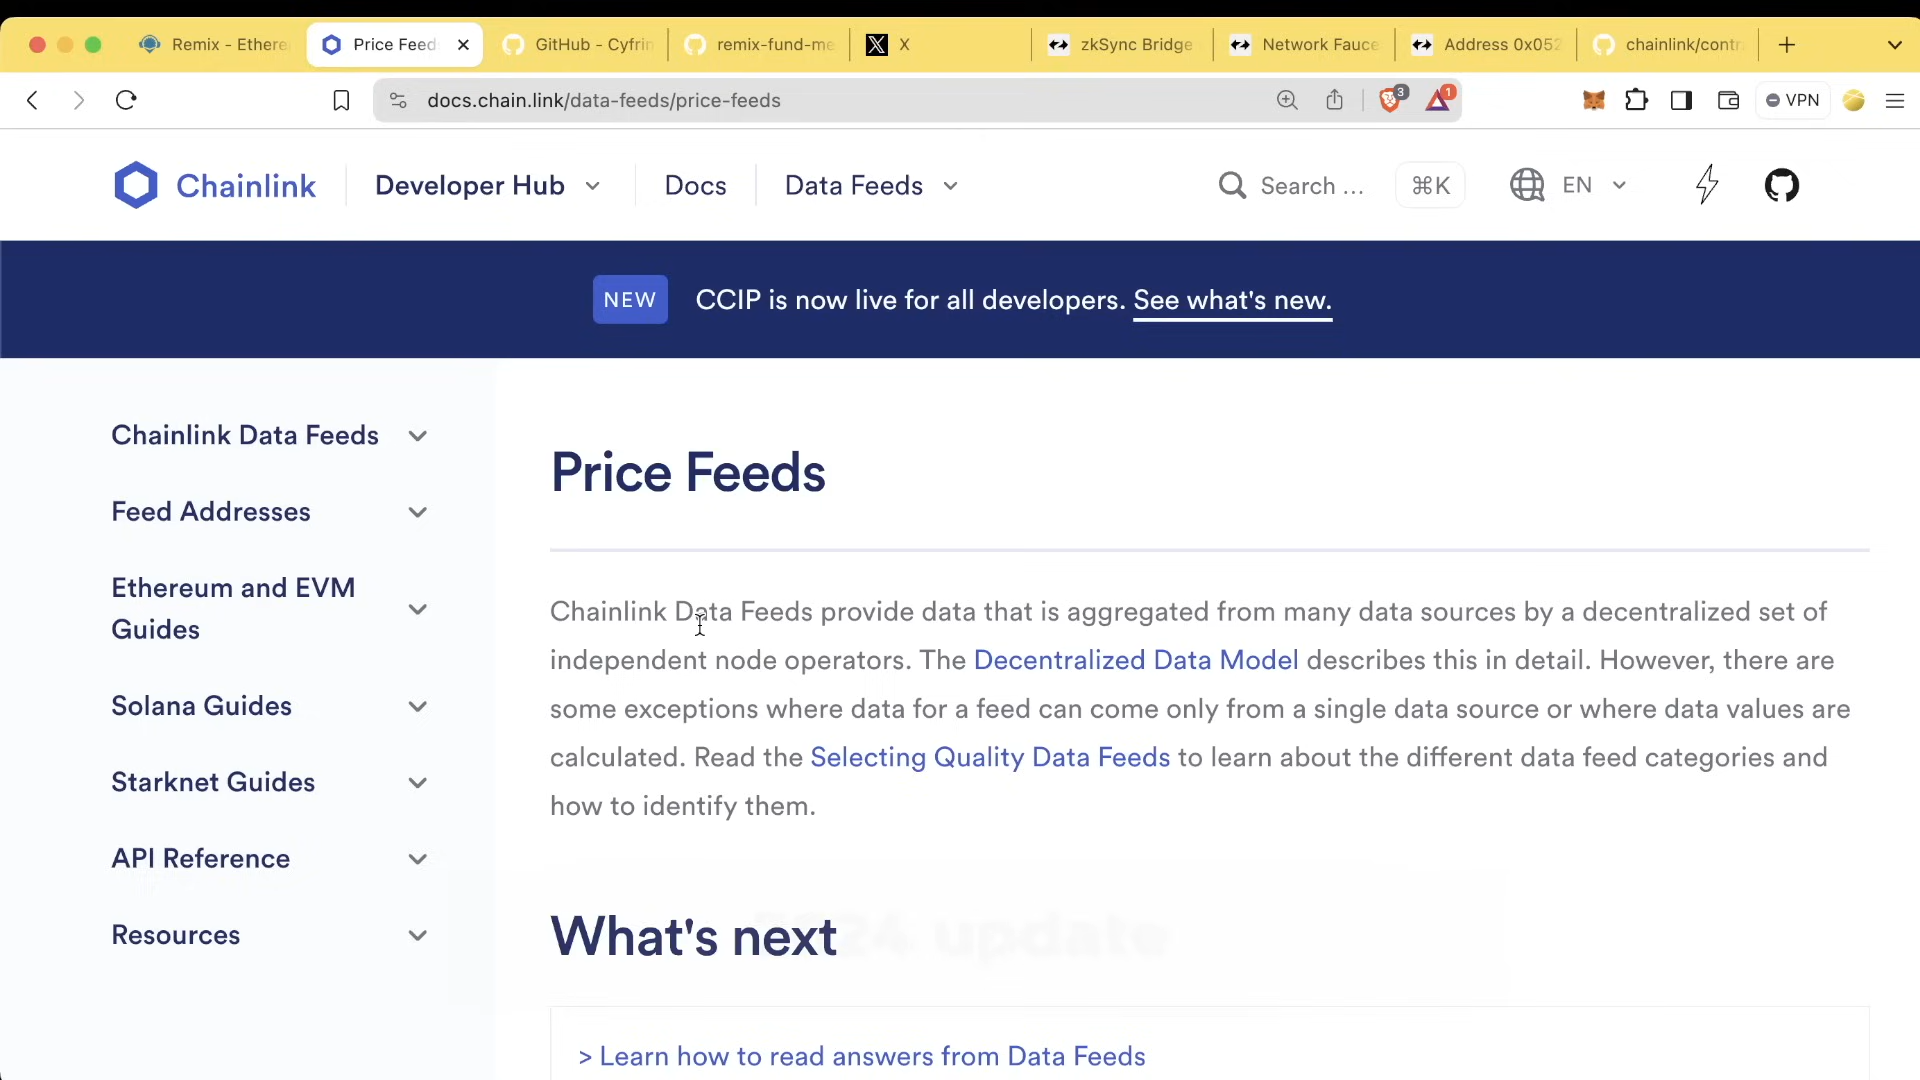 Remix - Ethere
Price Feed
GitHub - Cyfrin
remix-fund-me
X
zkSync Bridge
Network Fauce
Address 0x052
chainlink/contr
docs.chain.link/data-feeds/price-feeds
3
1
VPN
Chainlink
Developer Hub
Docs
Data Feeds
Search ...
⌘K
EN
NEW
CCIP is now live for all developers. See what's new.
Chainlink Data Feeds
Feed Addresses
Ethereum and EVM
Guides
Solana Guides
Starknet Guides
API Reference
Resources
Price Feeds
Chainlink Data Feeds provide data that is aggregated from many data sources by a decentralized set of
independent node operators. The Decentralized Data Model describes this in detail. However, there are
some exceptions where data for a feed can come only from a single data source or where data values are
calculated. Read the Selecting Quality Data Feeds to learn about the different data feed categories and
how to identify them.
What's next
update
> Learn how to read answers from Data Feeds